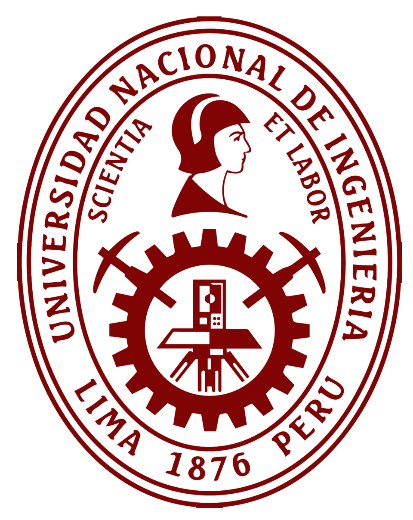 UNIVERSIDAD NACIONAL DE INGENIERIA
SCIENTIA ET LABOR
LIMA 1876 PERU